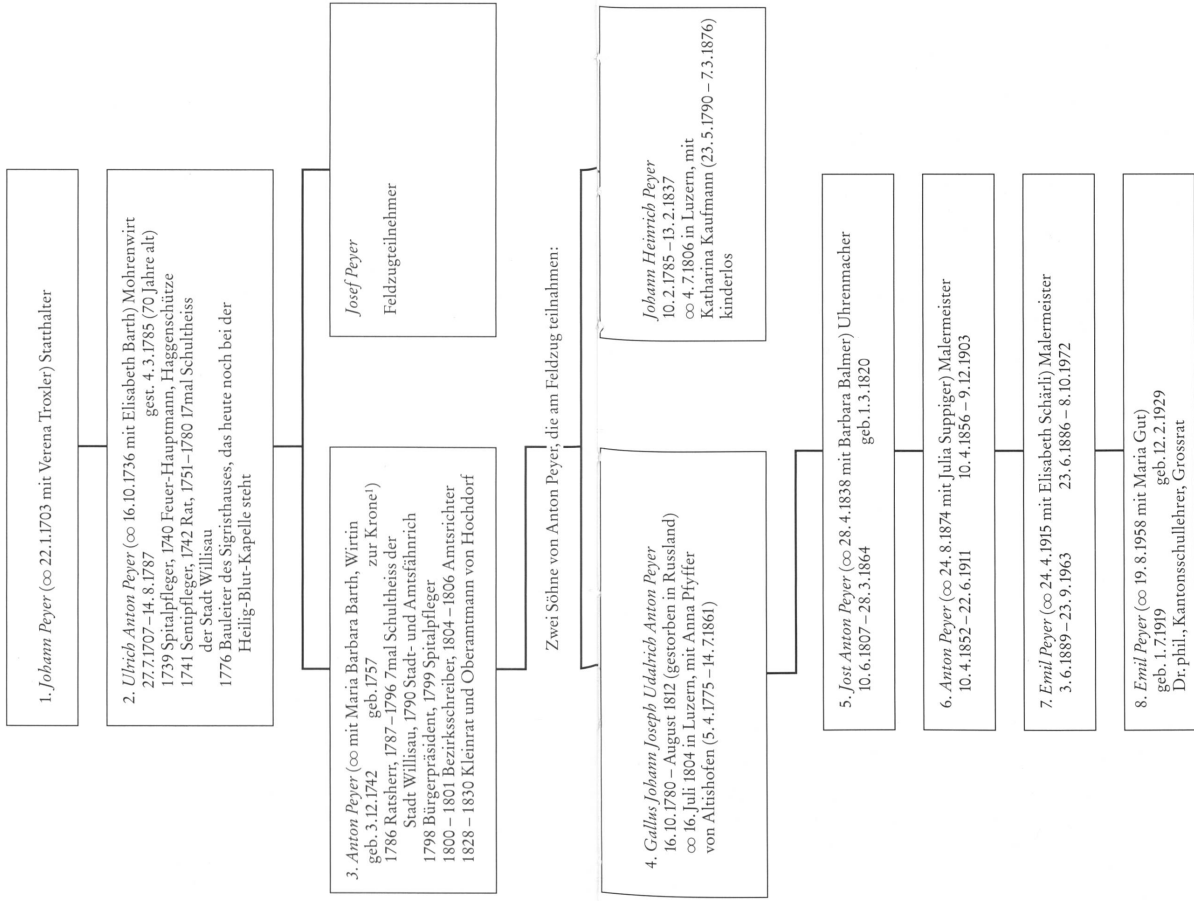 1. Johann Peyer (∞ 22.1.1703 mit Verena Troxler) Statthalter
2. Ulrich Anton Peyer (∞ 16.10.1736 mit Elisabeth Barth) Mohrenwirt
27.7.1707–14.8.1787 gest. 4.3.1785 (70 Jahre alt)
1739 Spitalpfleger, 1740 Feuer-Hauptmann, Haggenschütze
1741 Sentipfleger, 1742 Rat, 1751–1780 17mal Schultheiss
der Stadt Willisau
1776 Bauleiter des Sigristhauses, das heute noch bei der
Heilig-Blut-Kapelle steht
3. Anton Peyer (∞ mit Maria Barbara Barth, Wirtin
geb. 3.12.1742 geb. 1757 zur Krone¹)
1786 Ratsherr, 1787–1796 7mal Schultheiss der
Stadt Willisau, 1790 Stadt- und Amtsfähnrich
1798 Bürgerpräsident, 1799 Spitalpfleger
1800 – 1801 Bezirksschreiber, 1804 – 1806 Amtsrichter
1828 – 1830 Kleinrat und Oberamtmann von Hochdorf
Josef Peyer
Feldzugteilnehmer
Zwei Söhne von Anton Peyer, die am Feldzug teilnahmen:
4. Gallus Johann Joseph Udalrich Anton Peyer
16.10.1780 – August 1812 (gestorben in Russland)
∞ 16. Juli 1804 in Luzern, mit Anna Pfyffer
von Altishofen (5.4.1775 – 14.7.1861)
Johann Heinrich Peyer
10.2.1785 – 13.2.1837
∞ 4.7.1806 in Luzern, mit
Katharina Kaufmann (23.5.1790 – 7.3.1876)
kinderlos
5. Jost Anton Peyer (∞ 28.4.1838 mit Barbara Balmer) Uhrenmacher
10.6.1807 – 28.3.1864 geb. 1.3.1820
6. Anton Peyer (∞ 24.8.1874 mit Julia Suppiger) Malermeister
10.4.1852 – 22.6.1911 10.4.1856 – 9.12.1903
7. Emil Peyer (∞ 24.4.1915 mit Elisabeth Schärli) Malermeister
3.6.1889 – 23.9.1963 23.6.1886 – 8.10.1972
8. Emil Peyer (∞ 19.8.1958 mit Maria Gut)
geb. 1.7.1919 geb. 12.2.1929
Dr. phil., Kantonsschullehrer, Grossrat